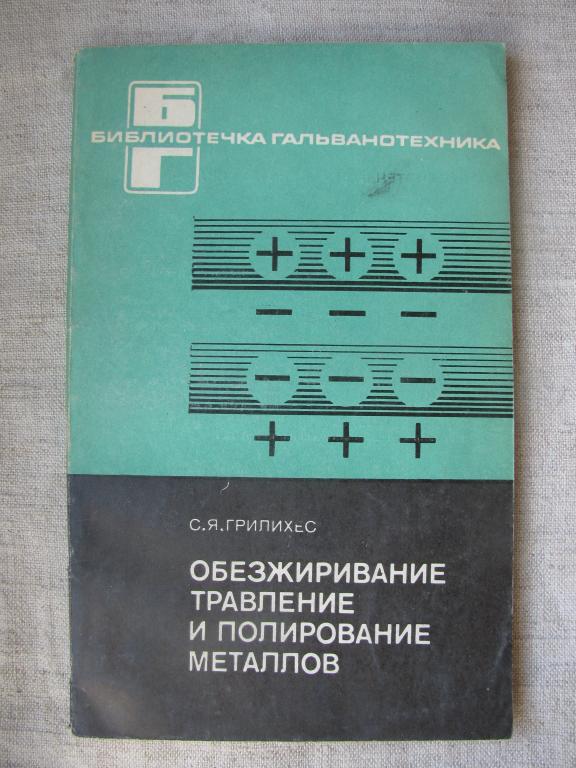 Б
БИБЛИОТЕЧКА ГАЛЬВАНОТЕХНИКА
Г
+ + +
− − −
− − −
+ + +
С.Я.ГРИЛИХЕС
ОБЕЗЖИРИВАНИЕ
ТРАВЛЕНИЕ
И ПОЛИРОВАНИЕ
МЕТАЛЛОВ